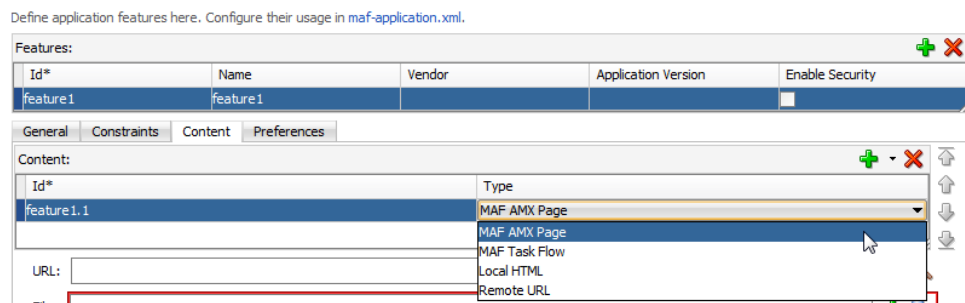 Define application features here. Configure their usage in maf-application.xml.
Features:
Id* Name Vendor Application Version Enable Security
feature1 feature1
General Constraints Content Preferences
Content:
Id* Type
feature1.1 MAF AMX Page
MAF AMX Page
MAF Task Flow
Local HTML
Remote URL
URL: